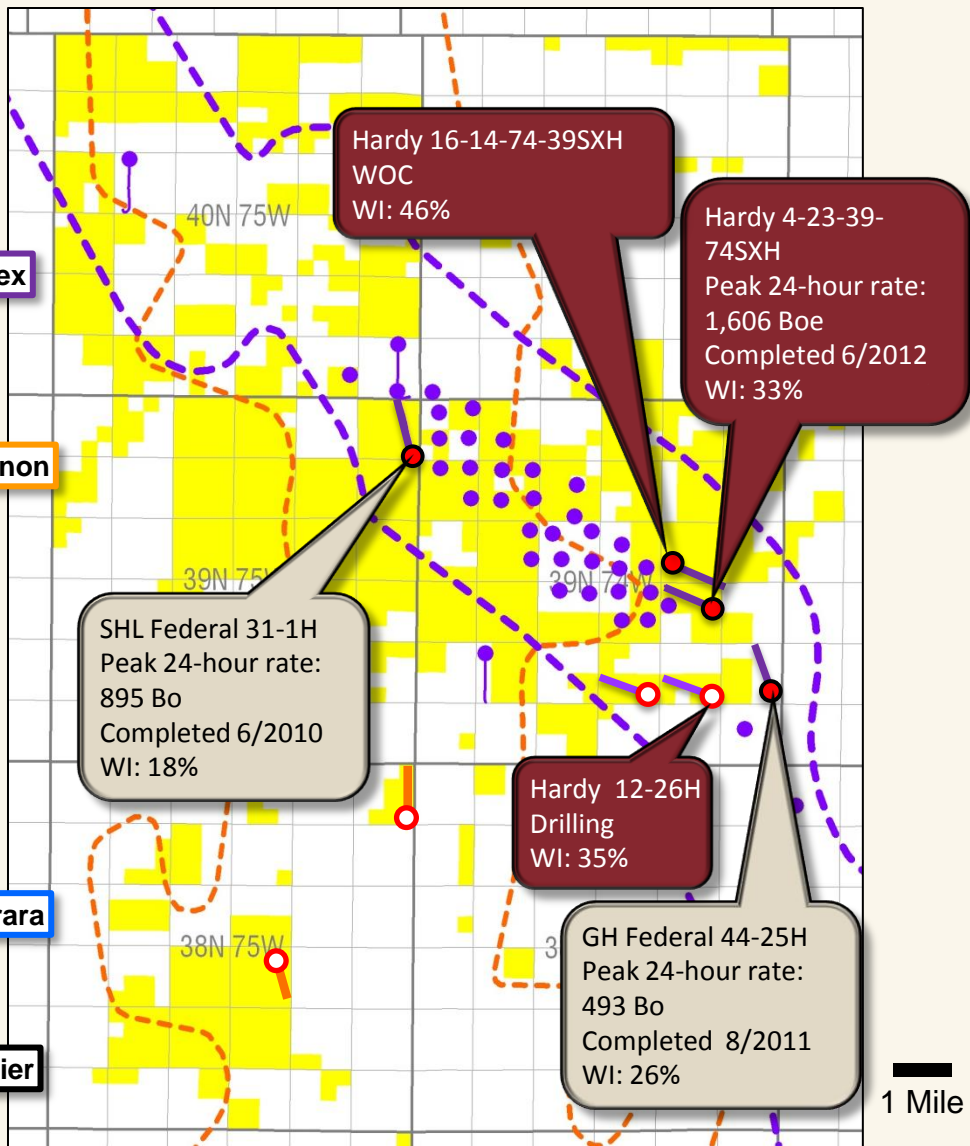 Hardy 16-14-74-39SXH
WOC
WI: 46%
Hardy 4-23-39-
74SXH
Peak 24-hour rate:
1,606 Boe
Completed 6/2012
WI: 33%
40N 75W
ex
non
39N 75W
39N 74W
SHL Federal 31-1H
Peak 24-hour rate:
895 Bo
Completed 6/2010
WI: 18%
Hardy 12-26H
Drilling
WI: 35%
rara
38N 75W
3
GH Federal 44-25H
Peak 24-hour rate:
493 Bo
Completed 8/2011
WI: 26%
ier
1 Mile